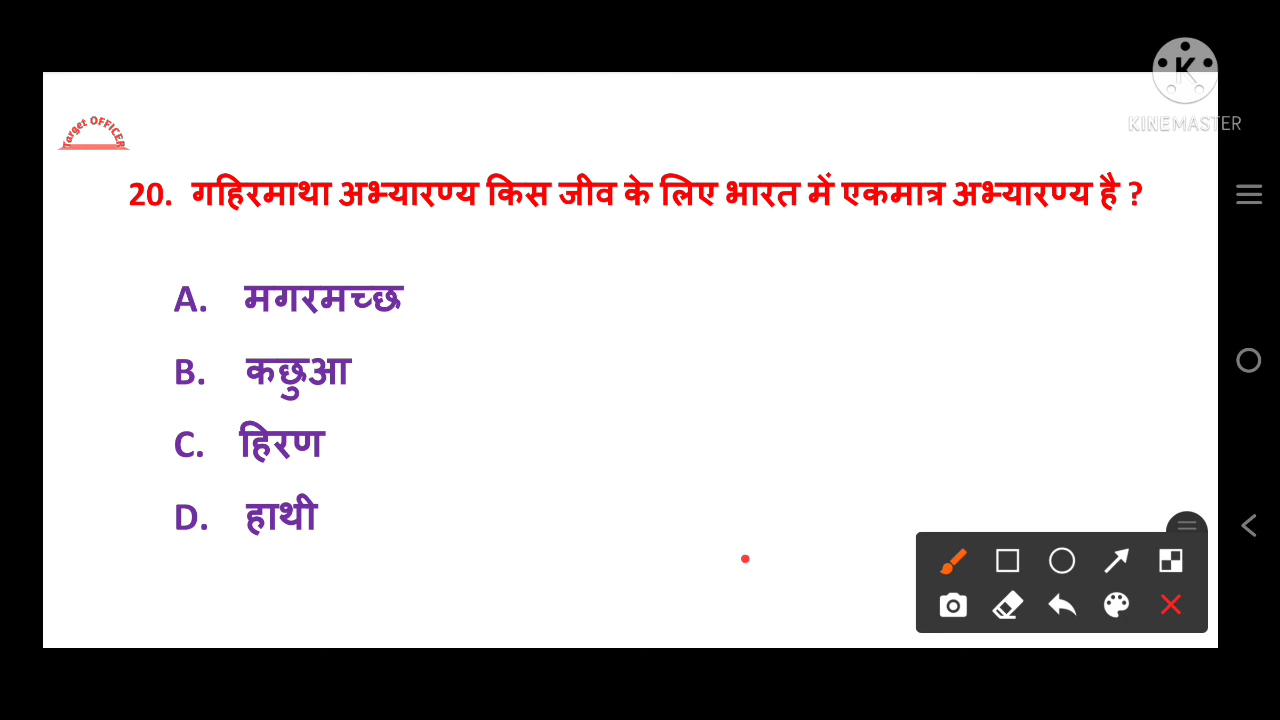 KINEMASTER
Target OFFICER
20. गहिरमाथा अभ्यारण्य किस जीव के लिए भारत में एकमात्र अभ्यारण्य है ?
A. मगरमच्छ
B. कछुआ
C. हिरण
D. हाथी